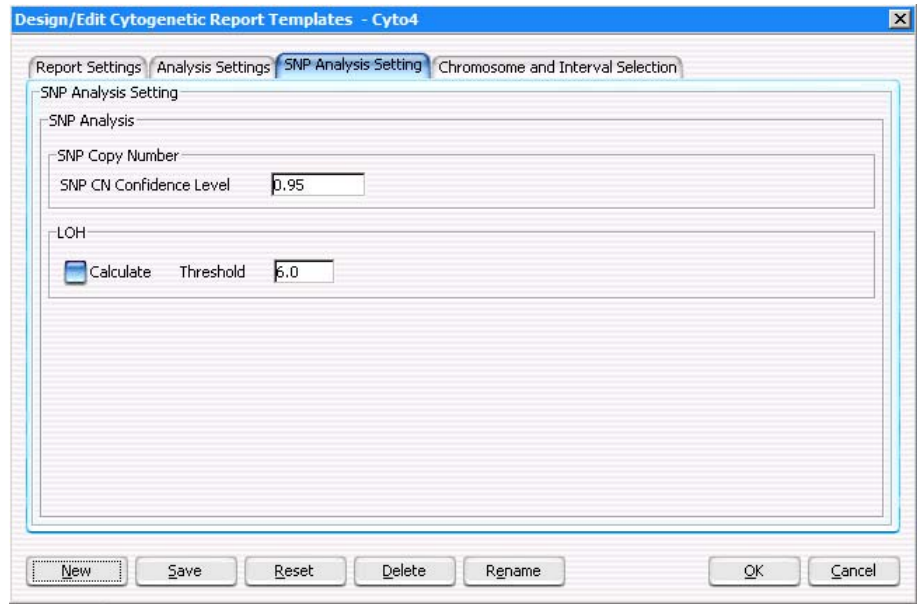 Design/Edit Cytogenetic Report Templates - Cyto4
Report Settings Analysis Settings SNP Analysis Setting Chromosome and Interval Selection
SNP Analysis Setting
SNP Analysis
SNP Copy Number
SNP CN Confidence Level 0.95
LOH
Calculate Threshold 6.0
New Save Reset Delete Rename OK Cancel